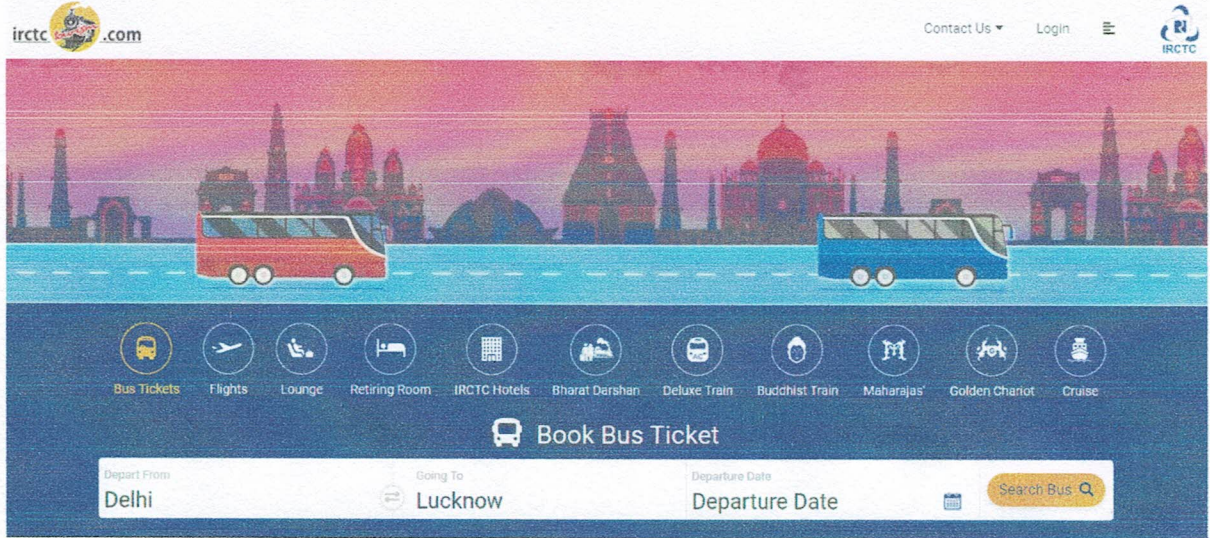 irctc .com
Contact Us
Login
IRCTC
Bus Tickets
Flights
Lounge
Retiring Room
IRCTC Hotels
Bharat Darshan
Deluxe Train
Buddhist Train
Maharajas'
Golden Chariot
Cruise
Book Bus Ticket
Depart From
Delhi
Going To
Lucknow
Departure Date
Departure Date
Search Bus